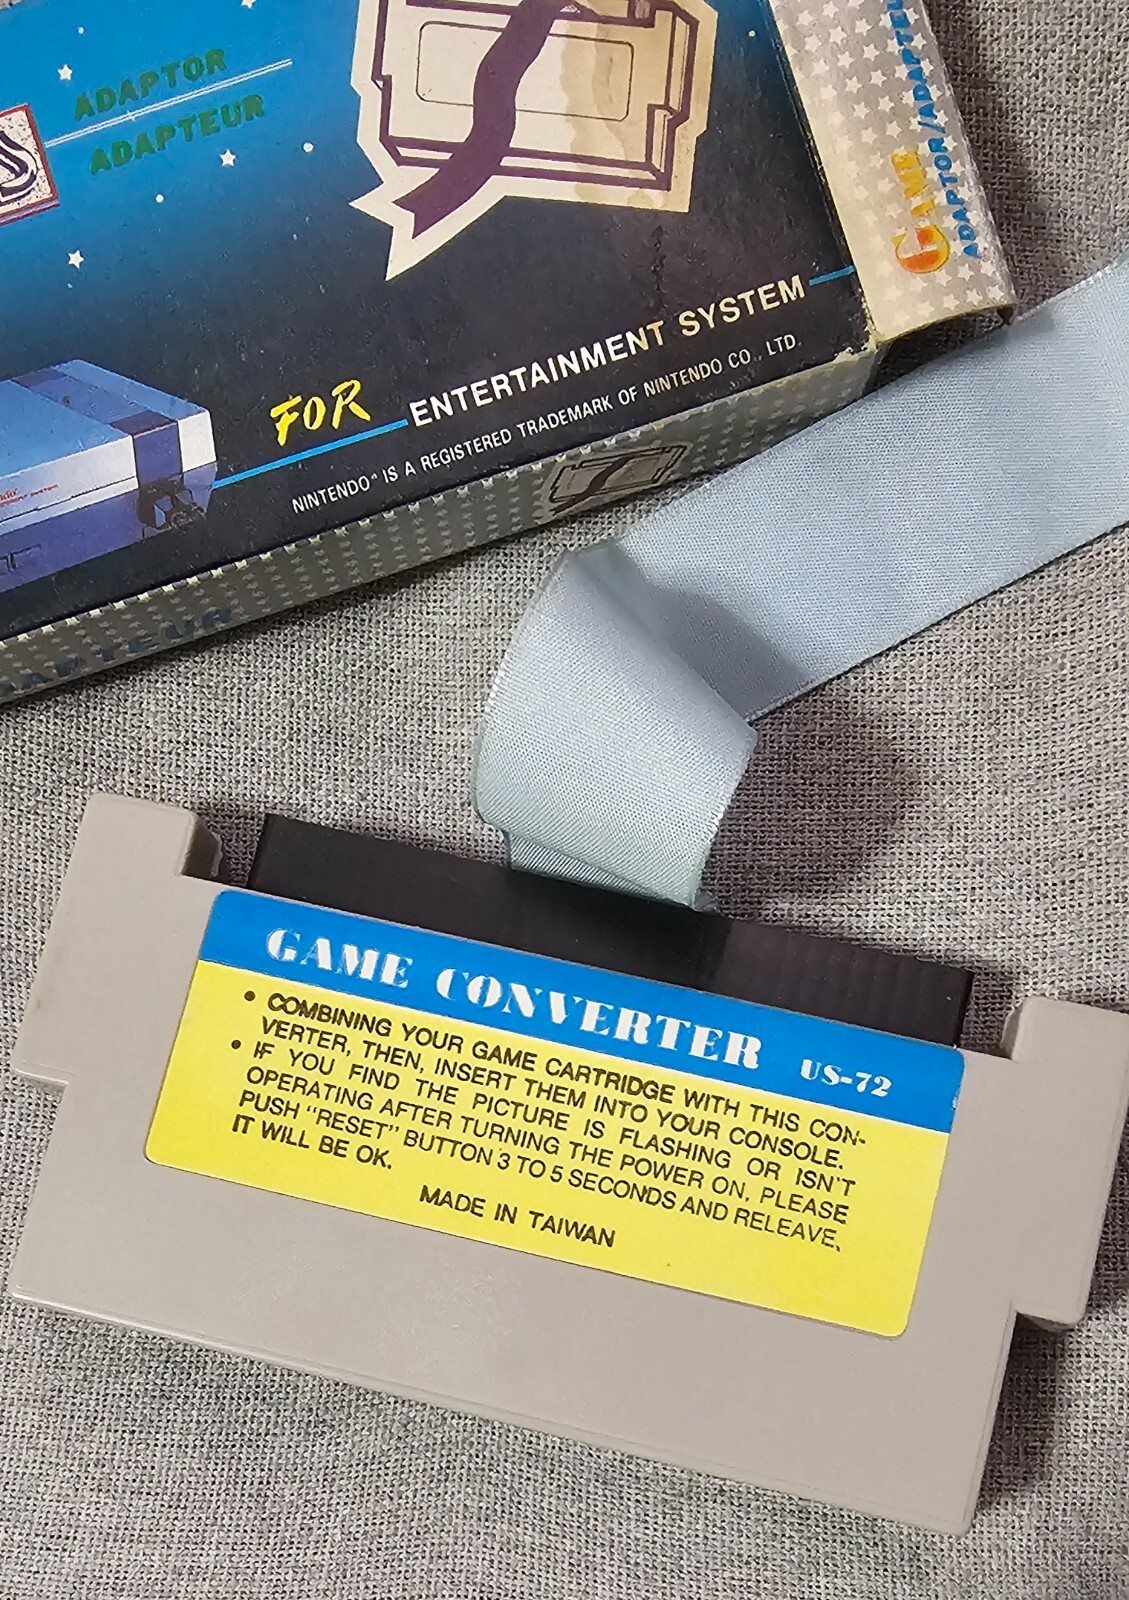 ADAPTOR
ADAPTEUR
GAME
ADAPTOR/ADAPTEU
FOR ENTERTAINMENT SYSTEM
NINTENDO® IS A REGISTERED TRADEMARK OF NINTENDO CO., LTD.
GAME CONVERTER US-72
• COMBINING YOUR GAME CARTRIDGE WITH THIS CON-
VERTER, THEN, INSERT THEM INTO YOUR CONSOLE.
• IF YOU FIND THE PICTURE IS FLASHING OR ISN'T
OPERATING AFTER TURNING THE POWER ON, PLEASE
PUSH "RESET" BUTTON 3 TO 5 SECONDS AND RELEAVE,
IT WILL BE OK.
MADE IN TAIWAN